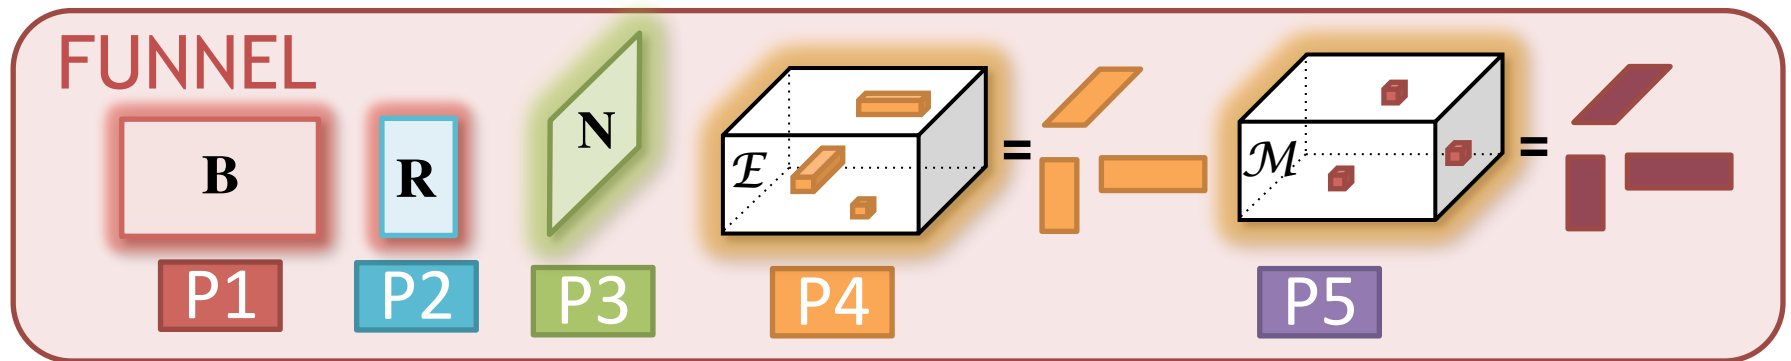 FUNNEL
B
R
N
ℰ
=
ℳ
=
P1
P2
P3
P4
P5